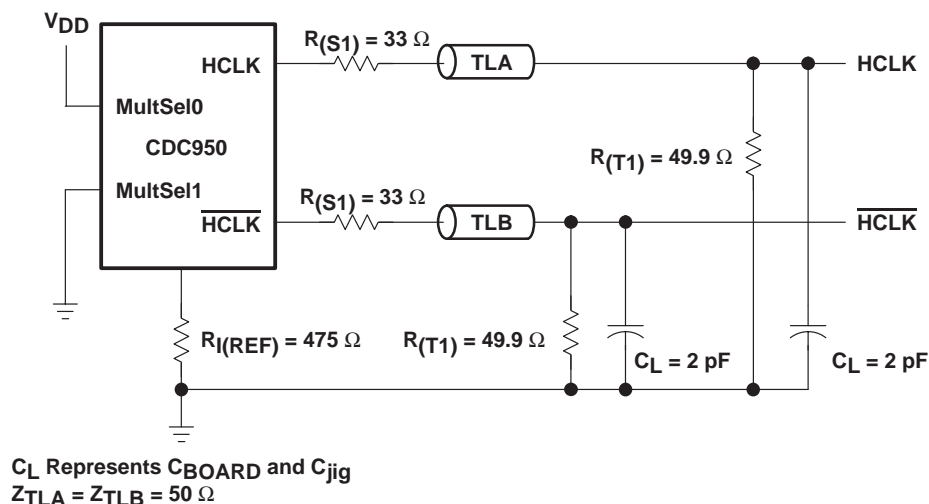 VDD
R(S1) = 33 Ω
HCLK
TLA
HCLK
MultSel0
CDC950
R(T1) = 49.9 Ω
MultSel1
R(S1) = 33 Ω
HCLK
TLB
HCLK
RI(REF) = 475 Ω
R(T1) = 49.9 Ω
CL = 2 pF
CL = 2 pF
CL Represents CBOARD and Cjig
ZTLA = ZTLB = 50 Ω